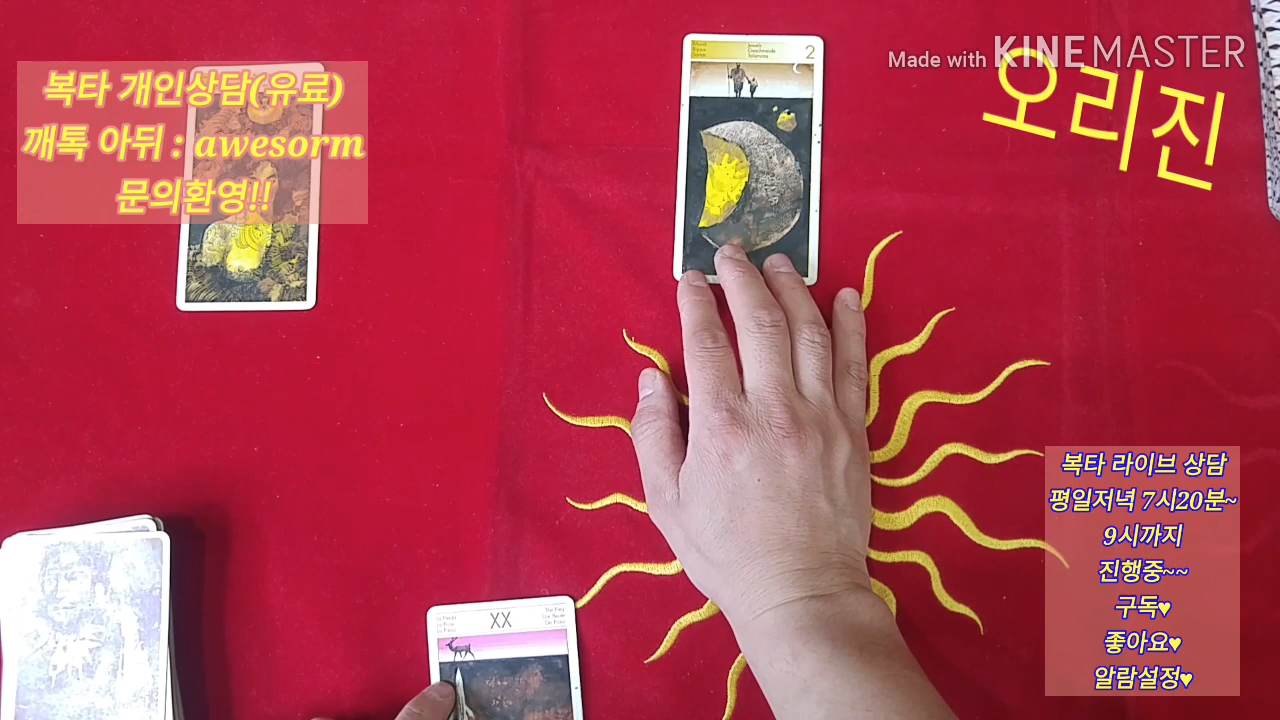 복타 개인상담(유료)
깨톡 아뒤 : awesorm
문의환영!!
Made with KINEMASTER
오리진
2
XX
복타 라이브 상담
평일저녁 7시20분~
9시까지
진행중~~
구독♥
좋아요♥
알람설정♥